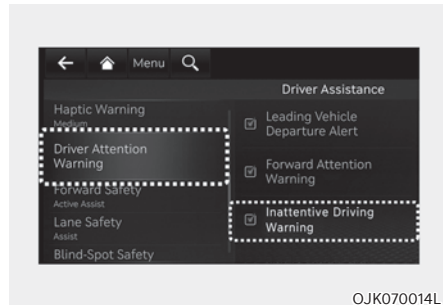 Menu
Driver Assistance
Haptic Warning
Medium
Driver Attention
Warning
Forward Safety
Active Assist
Lane Safety
Assist
Blind-Spot Safety
Leading Vehicle
Departure Alert
Forward Attention
Warning
Inattentive Driving
Warning
OJK070014L